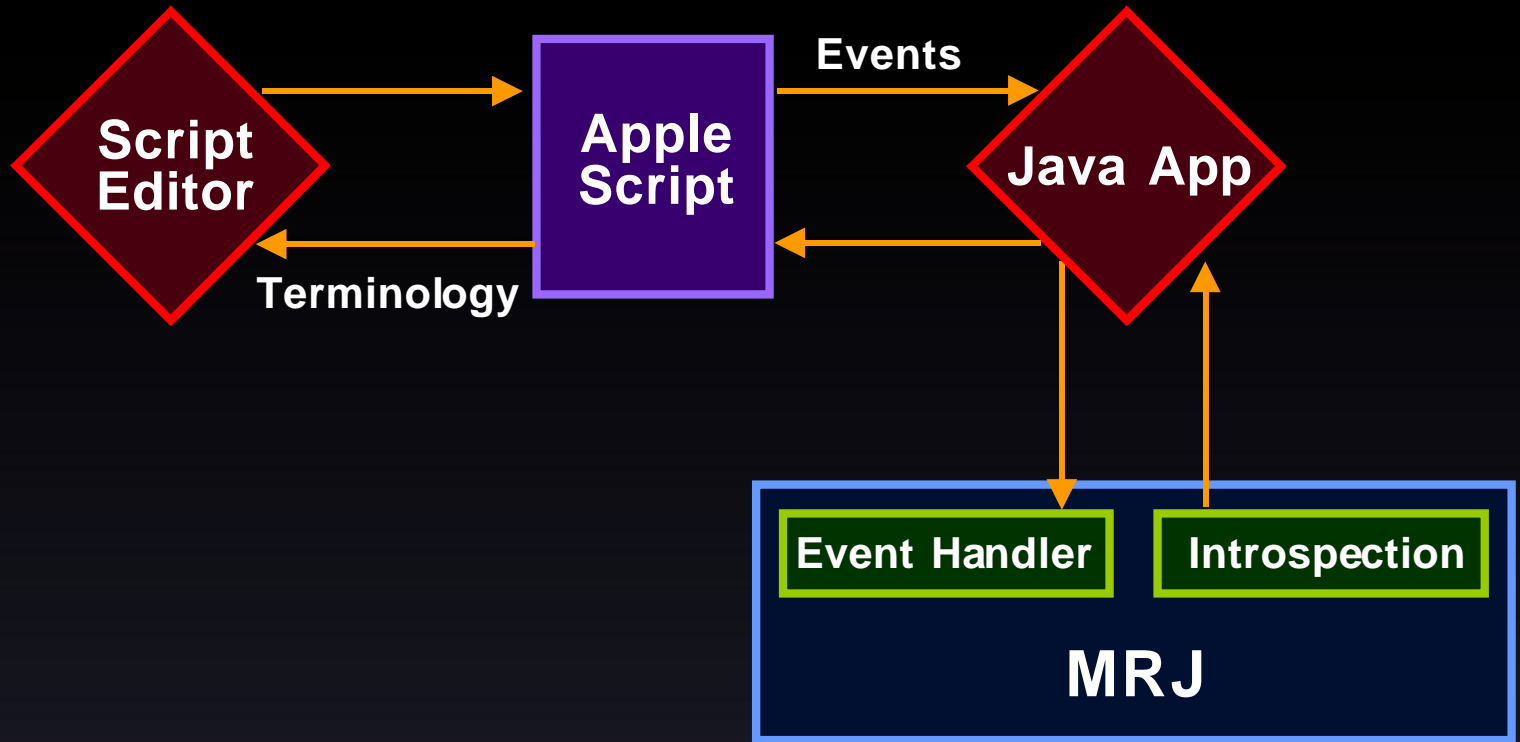 Script
Editor
Terminology
Apple
Script
Events
Java App
Event Handler
Introspection
MRJ